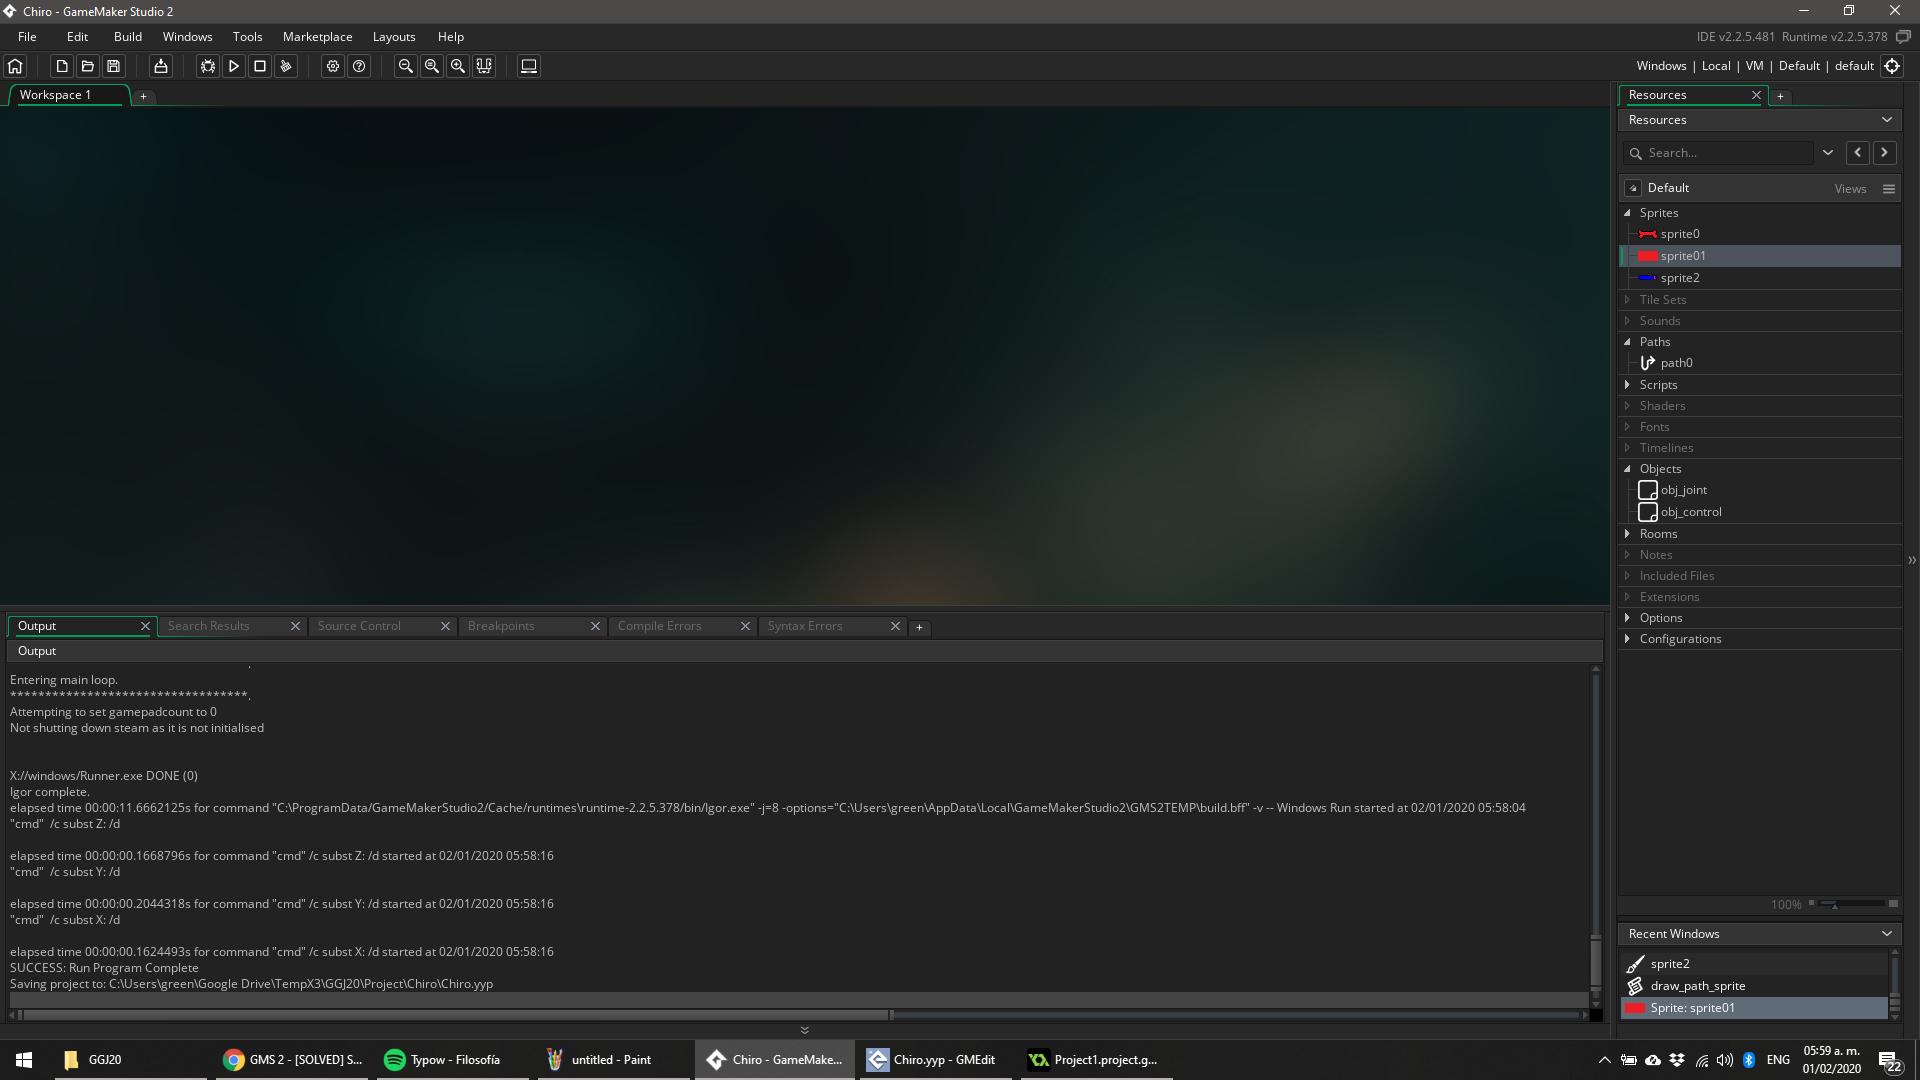 Chiro - GameMaker Studio 2
File Edit Build Windows Tools Marketplace Layouts Help
IDE v2.2.5.481 Runtime v2.2.5.378
Windows | Local | VM | Default | default
Workspace 1
+
Resources
+
Resources
Search...
Default
Views
Sprites
sprite0
sprite01
sprite2
Tile Sets
Sounds
Paths
path0
Scripts
Shaders
Fonts
Timelines
Objects
obj_joint
obj_control
Rooms
Notes
Included Files
Extensions
Options
Configurations
100%
Recent Windows
sprite2
draw_path_sprite
Sprite: sprite01
Output Search Results Source Control Breakpoints Compile Errors Syntax Errors +
Output
Entering main loop.
**********************************.
Attempting to set gamepadcount to 0
Not shutting down steam as it is not initialised
X://windows/Runner.exe DONE (0)
Igor complete.
elapsed time 00:00:11.6662125s for command "C:\ProgramData/GameMakerStudio2/Cache/runtimes\runtime-2.2.5.378/bin/Igor.exe" -j=8 -options="C:\Users\green\AppData\Local\GameMakerStudio2\GMS2TEMP\build.bff" -v -- Windows Run started at 02/01/2020 05:58:04
"cmd" /c subst Z: /d
elapsed time 00:00:00.1668796s for command "cmd" /c subst Z: /d started at 02/01/2020 05:58:16
"cmd" /c subst Y: /d
elapsed time 00:00:00.2044318s for command "cmd" /c subst Y: /d started at 02/01/2020 05:58:16
"cmd" /c subst X: /d
elapsed time 00:00:00.1624493s for command "cmd" /c subst X: /d started at 02/01/2020 05:58:16
SUCCESS: Run Program Complete
Saving project to: C:\Users\green\Google Drive\TempX3\GGJ20\Project\Chiro\Chiro.yyp
GGJ20
GMS 2 - [SOLVED] S...
Typow - Filosofía
untitled - Paint
Chiro - GameMake...
Chiro.yyp - GMEdit
Project1.project.g...
ENG
05:59 a. m.
01/02/2020
22